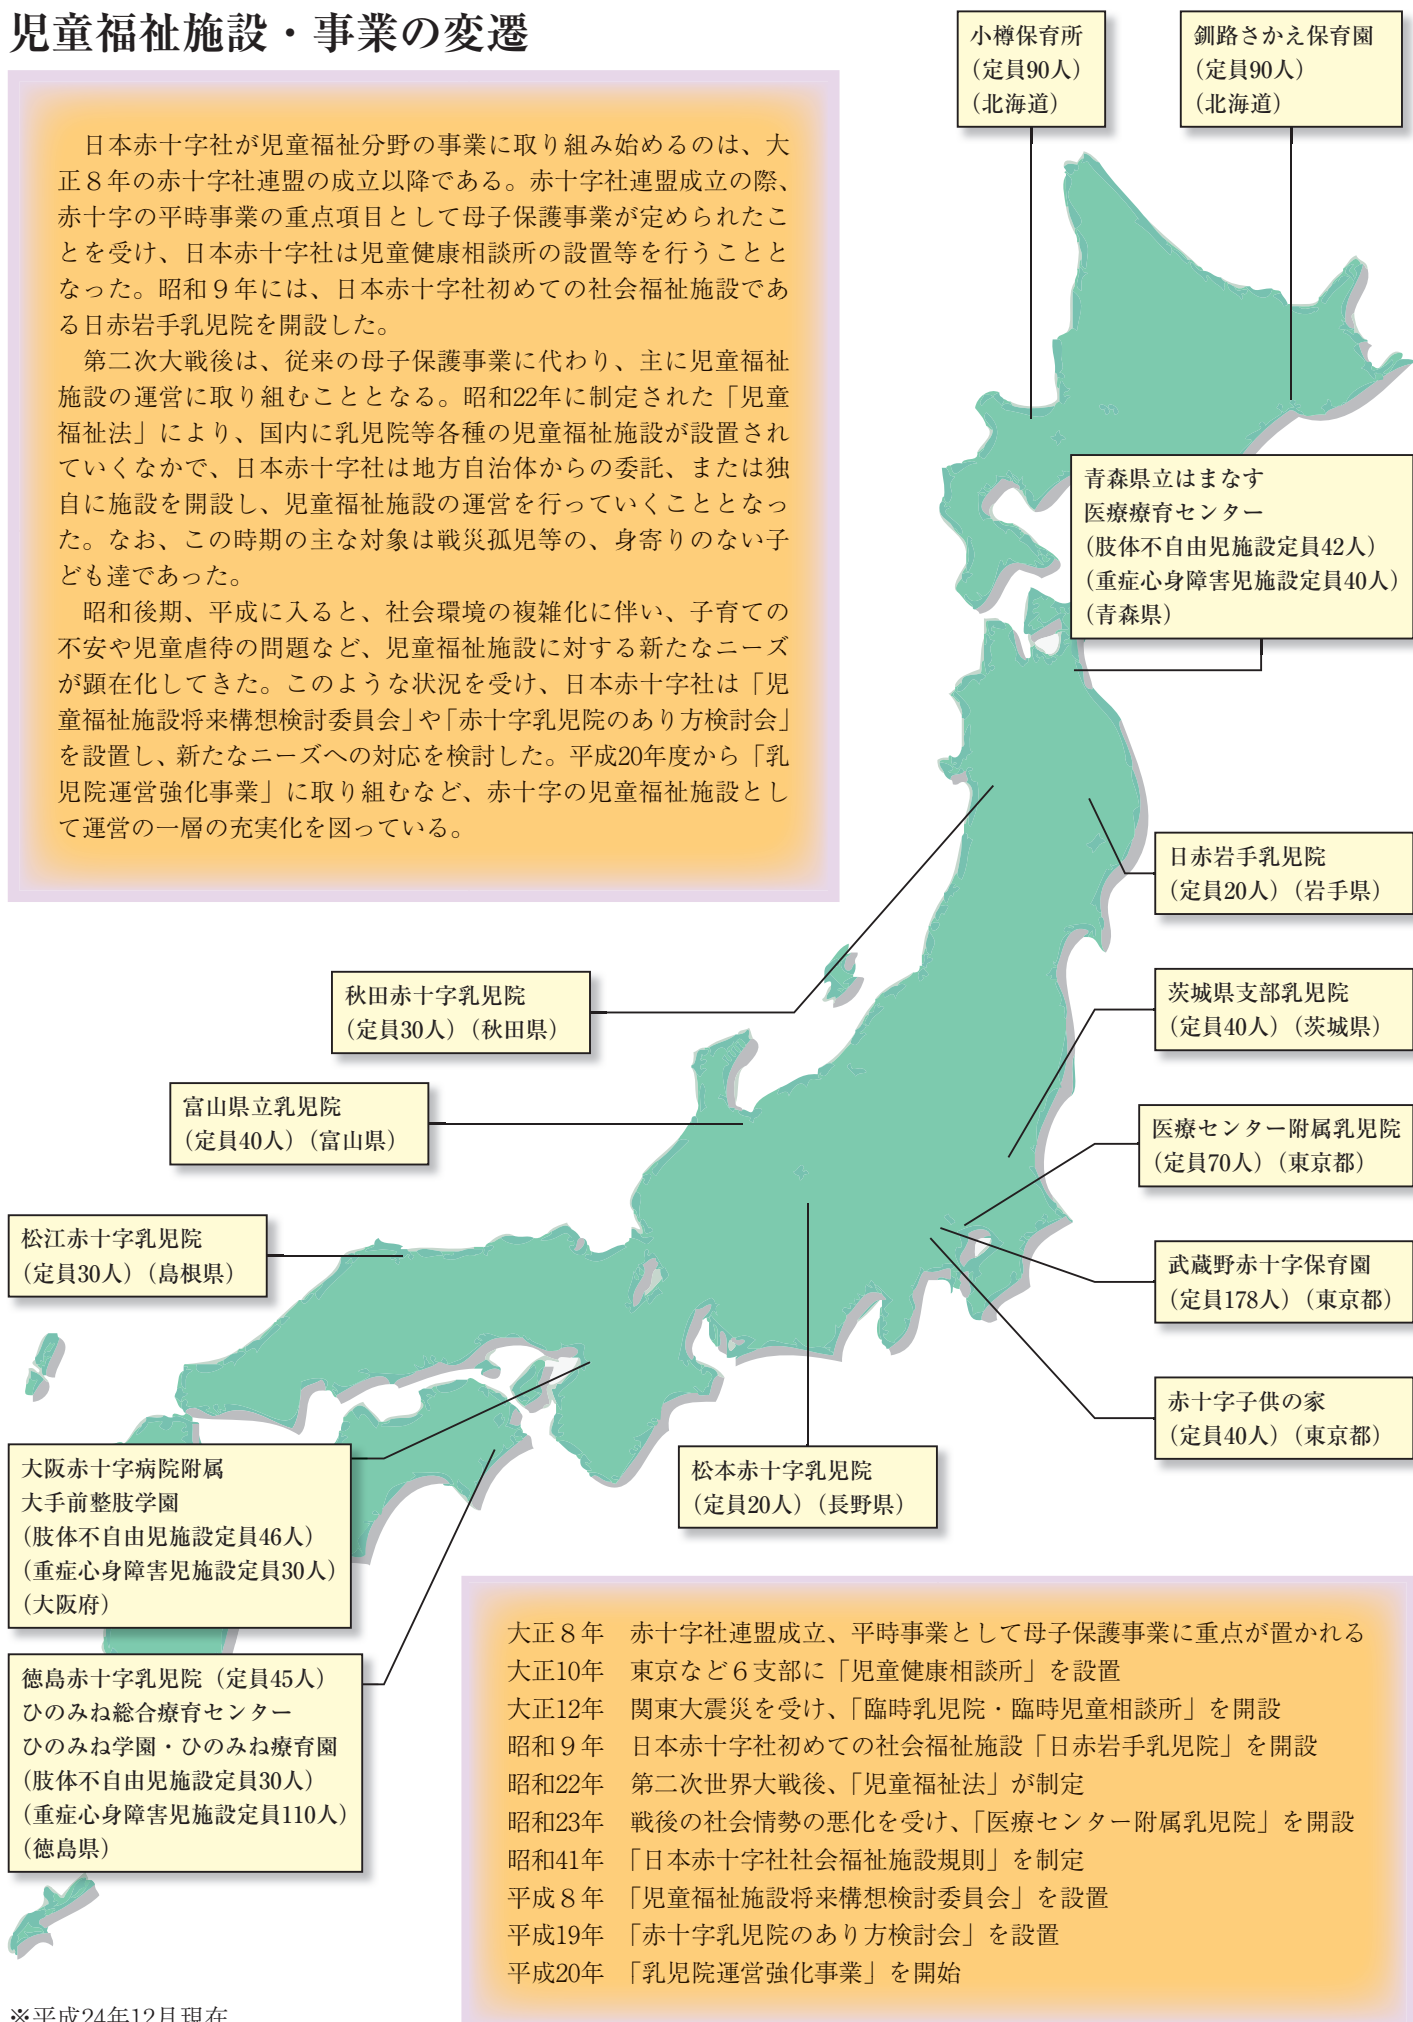 児童福祉施設・事業の変遷
　日本赤十字社が児童福祉分野の事業に取り組み始めるのは、大
正８年の赤十字社連盟の成立以降である。赤十字社連盟成立の際、
赤十字の平時事業の重点項目として母子保護事業が定められたこ
とを受け、日本赤十字社は児童健康相談所の設置等を行うことと
なった。昭和９年には、日本赤十字社初めての社会福祉施設であ
る日赤岩手乳児院を開設した。
　第二次大戦後は、従来の母子保護事業に代わり、主に児童福祉
施設の運営に取り組むこととなる。昭和22年に制定された「児童
福祉法」により、国内に乳児院等各種の児童福祉施設が設置され
ていくなかで、日本赤十字社は地方自治体からの委託、または独
自に施設を開設し、児童福祉施設の運営を行っていくこととなっ
た。なお、この時期の主な対象は戦災孤児等の、身寄りのない子
ども達であった。
　昭和後期、平成に入ると、社会環境の複雑化に伴い、子育ての
不安や児童虐待の問題など、児童福祉施設に対する新たなニーズ
が顕在化してきた。このような状況を受け、日本赤十字社は「児
童福祉施設将来構想検討委員会」や「赤十字乳児院のあり方検討会」
を設置し、新たなニーズへの対応を検討した。平成20年度から「乳
児院運営強化事業」に取り組むなど、赤十字の児童福祉施設とし
て運営の一層の充実化を図っている。
小樽保育所
（定員90人）
（北海道）
釧路さかえ保育園
（定員90人）
（北海道）
青森県立はまなす
医療療育センター
（肢体不自由児施設定員42人）
（重症心身障害児施設定員40人）
（青森県）
日赤岩手乳児院
（定員20人）（岩手県）
秋田赤十字乳児院
（定員30人）（秋田県）
茨城県支部乳児院
（定員40人）（茨城県）
富山県立乳児院
（定員40人）（富山県）
医療センター附属乳児院
（定員70人）（東京都）
松江赤十字乳児院
（定員30人）（島根県）
武蔵野赤十字保育園
（定員178人）（東京都）
赤十字子供の家
（定員40人）（東京都）
松本赤十字乳児院
（定員20人）（長野県）
大阪赤十字病院附属
大手前整肢学園
（肢体不自由児施設定員46人）
（重症心身障害児施設定員30人）
（大阪府）
徳島赤十字乳児院（定員45人）
ひのみね総合療育センター
ひのみね学園・ひのみね療育園
（肢体不自由児施設定員30人）
（重症心身障害児施設定員110人）
（徳島県）
大正８年　赤十字社連盟成立、平時事業として母子保護事業に重点が置かれる
大正10年　東京など６支部に「児童健康相談所」を設置
大正12年　関東大震災を受け、「臨時乳児院・臨時児童相談所」を開設
昭和９年　日本赤十字社初めての社会福祉施設「日赤岩手乳児院」を開設
昭和22年　第二次世界大戦後、「児童福祉法」が制定
昭和23年　戦後の社会情勢の悪化を受け、「医療センター附属乳児院」を開設
昭和41年　「日本赤十字社社会福祉施設規則」を制定
平成８年　「児童福祉施設将来構想検討委員会」を設置
平成19年　「赤十字乳児院のあり方検討会」を設置
平成20年　「乳児院運営強化事業」を開始
※平成24年12月現在